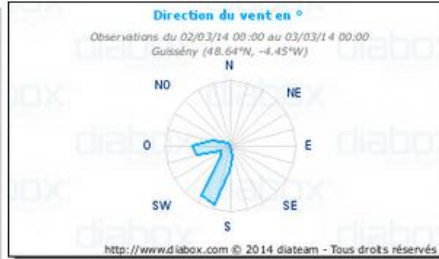 Direction du vent en °
Observations du 02/03/14 00:00 au 03/03/14 00:00
Guissény (48.64°N, -4.45°W)
N
NO
NE
O
E
SW
SE
S
http://www.diabox.com © 2014 diateam - Tous droits réservés